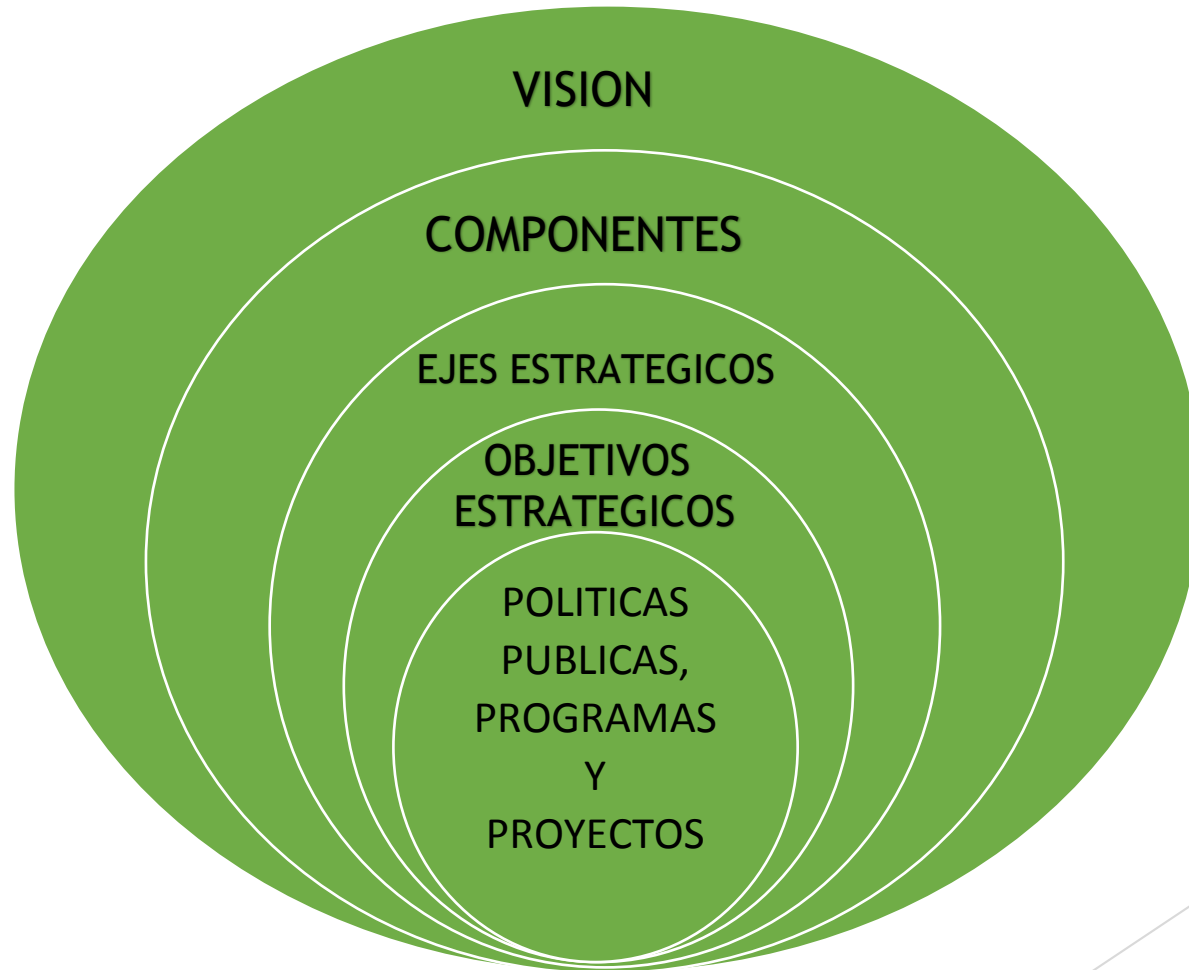 VISION
COMPONENTES
EJES ESTRATEGICOS
OBJETIVOS
ESTRATEGICOS
POLITICAS
PUBLICAS,
PROGRAMAS
Y
PROYECTOS